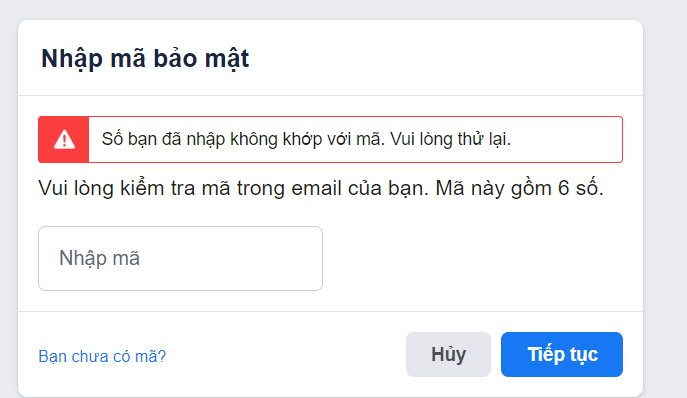 Nhập mã bảo mật
Số bạn đã nhập không khớp với mã. Vui lòng thử lại.
Vui lòng kiểm tra mã trong email của bạn. Mã này gồm 6 số.
Nhập mã
Bạn chưa có mã?
Hủy
Tiếp tục